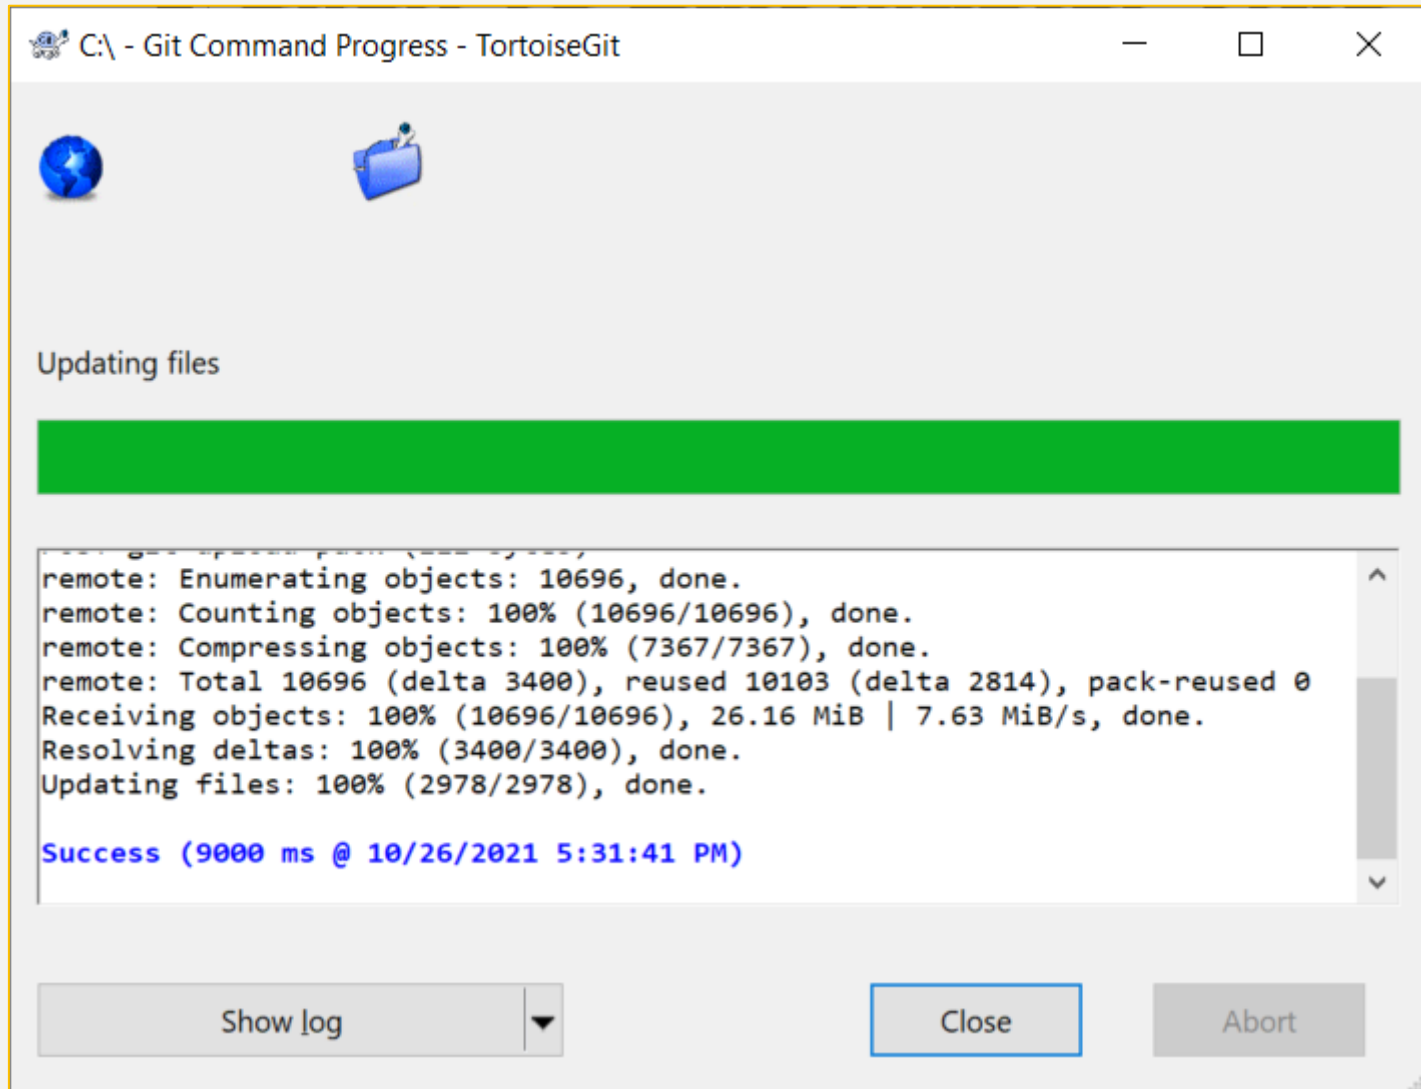 C:\ - Git Command Progress - TortoiseGit
Updating files
remote: Enumerating objects: 10696, done.
remote: Counting objects: 100% (10696/10696), done.
remote: Compressing objects: 100% (7367/7367), done.
remote: Total 10696 (delta 3400), reused 10103 (delta 2814), pack-reused 0
Receiving objects: 100% (10696/10696), 26.16 MiB | 7.63 MiB/s, done.
Resolving deltas: 100% (3400/3400), done.
Updating files: 100% (2978/2978), done.
Success (9000 ms @ 10/26/2021 5:31:41 PM)
Show log
Close
Abort